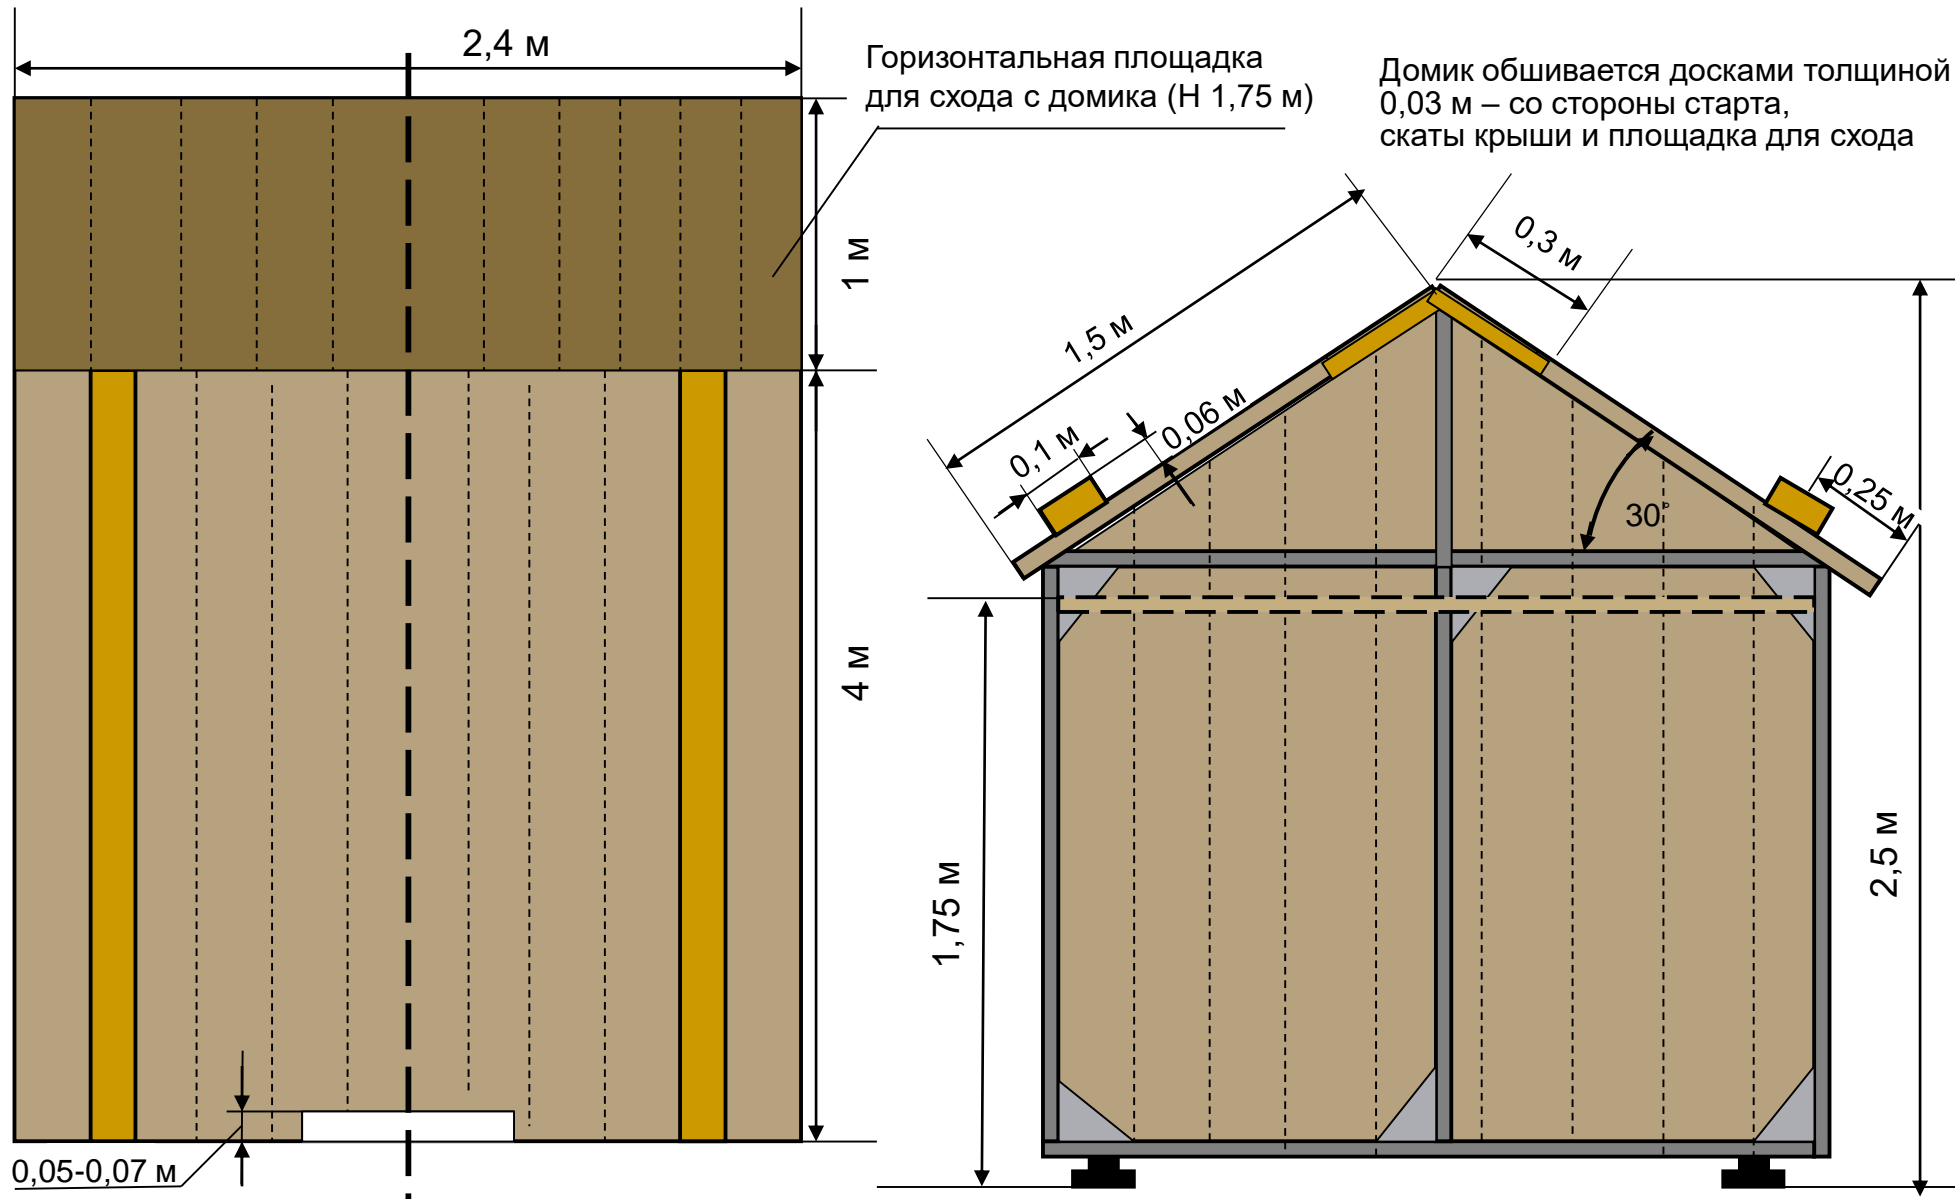 2,4 м
Горизонтальная площадка
для схода с домика (Н 1,75 м)
Домик обшивается досками толщиной
0,03 м – со стороны старта,
скаты крыши и площадка для схода
1 м
4 м
0,05-0,07 м
1,5 м
0,3 м
0,1 м
0,06 м
0,25 м
30°
1,75 м
2,5 м